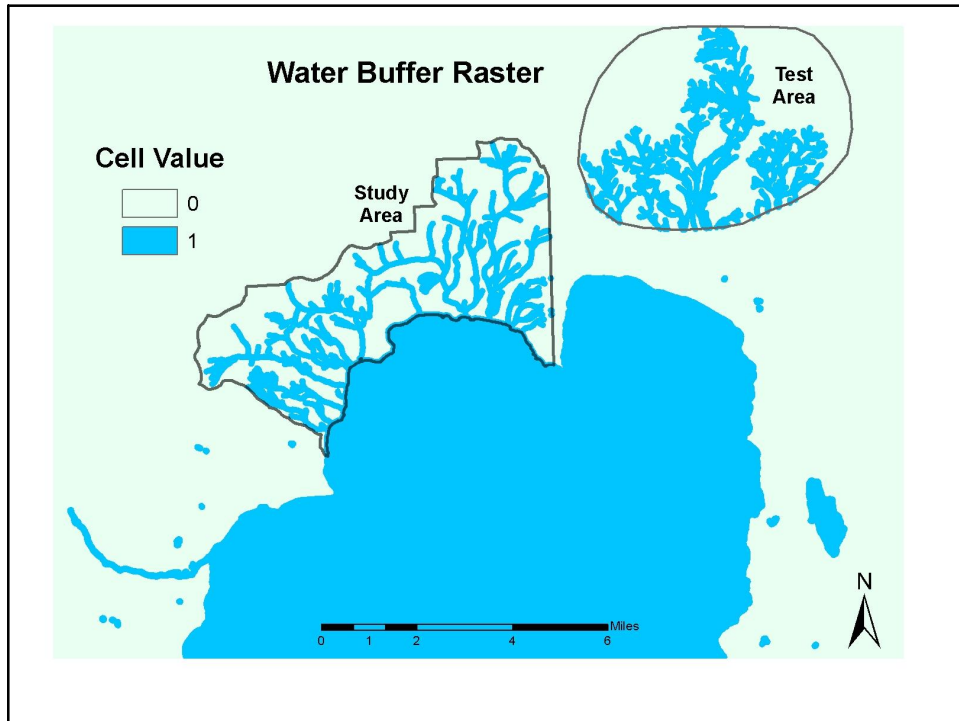 Water Buffer Raster
Test
Area
Cell Value
0
1
Study
Area
N
Miles
0 1 2 4 6